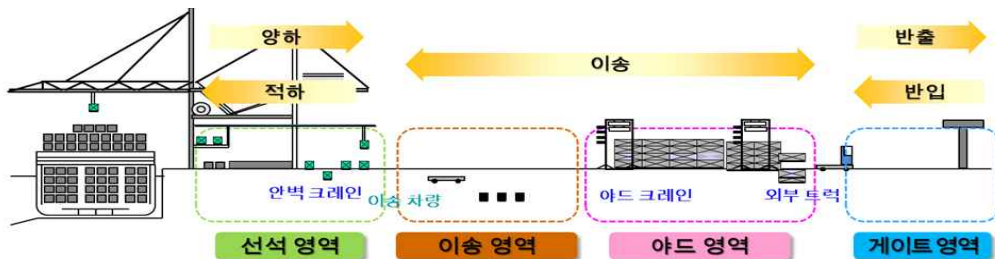 양하
적하
이송
반출
반입
안벽 크레인
이송 차량
야드 크레인
외부 트럭
선석 영역
이송 영역
야드 영역
게이트 영역